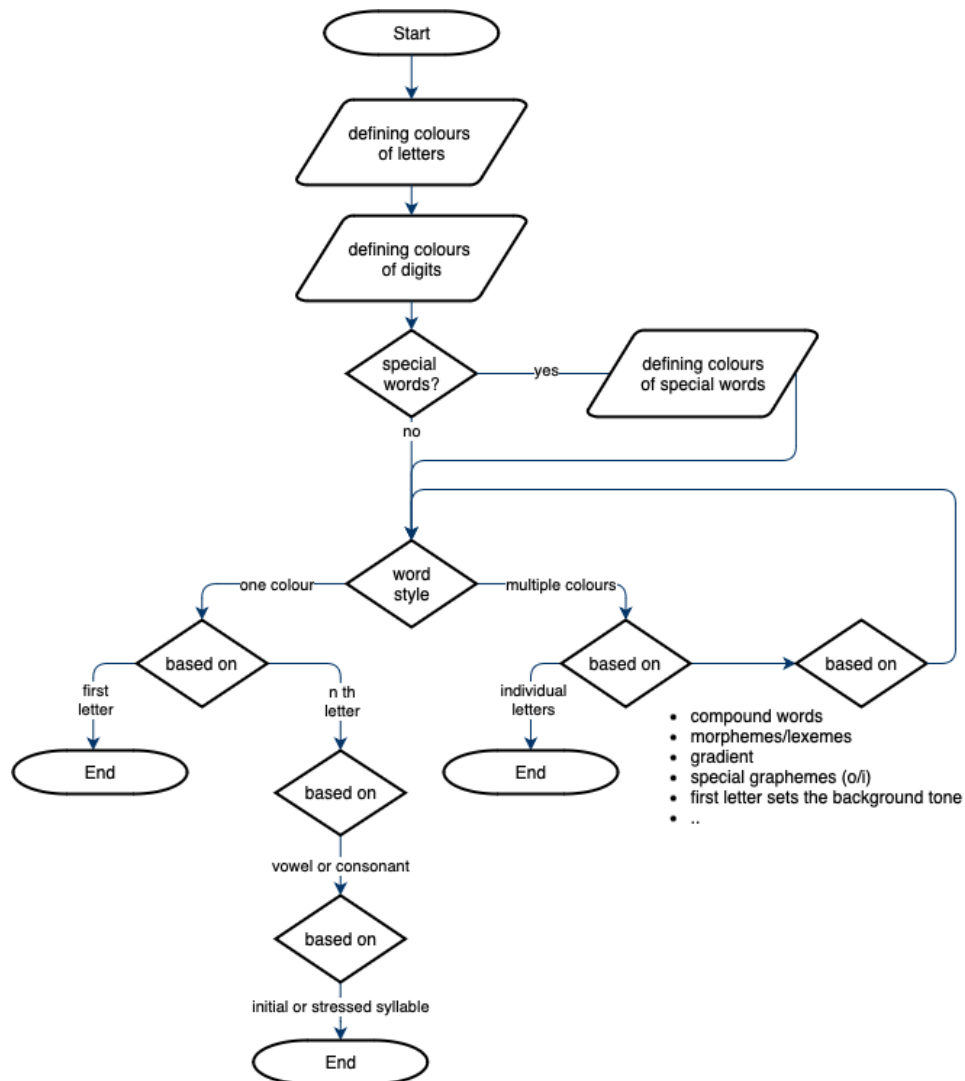 Start
defining colours
of letters
defining colours
of digits
special
words?
yes
defining colours
of special words
no
word
style
one colour
multiple colours
based on
based on
based on
first
letter
n th
letter
individual
letters
End
based on
End
• compound words
• morphemes/lexemes
• gradient
• special graphemes (o/i)
• first letter sets the background tone
• ..
vowel or consonant
based on
initial or stressed syllable
End